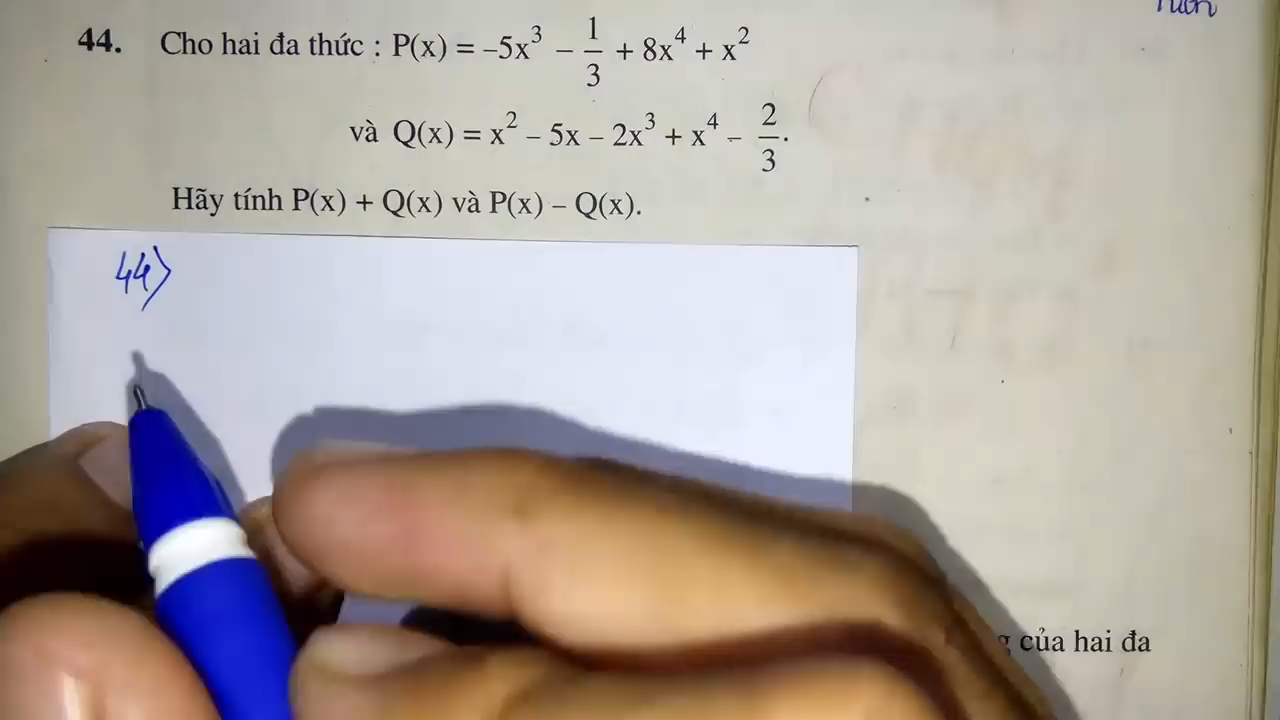 Tuấn
44. Cho hai đa thức : P(x) = –5x³ – 1/3 + 8x⁴ + x²
và Q(x) = x² – 5x – 2x³ + x⁴ – 2/3.
Hãy tính P(x) + Q(x) và P(x) – Q(x).
44)
của hai đa